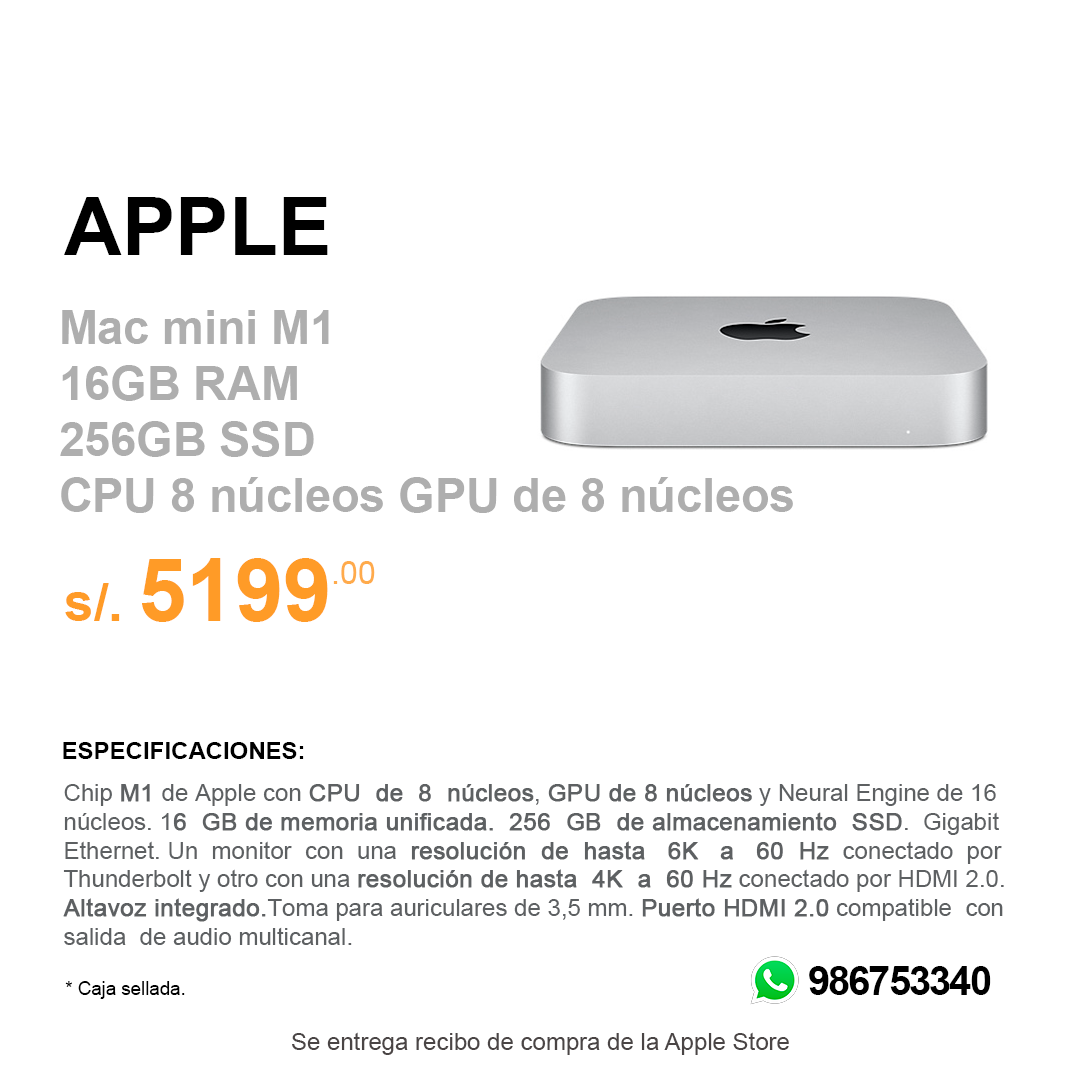 APPLE
Mac mini M1
16GB RAM
256GB SSD
CPU 8 núcleos GPU de 8 núcleos
s/. 5199.00
ESPECIFICACIONES:
Chip M1 de Apple con CPU de 8 núcleos, GPU de 8 núcleos y Neural Engine de 16
núcleos. 16 GB de memoria unificada. 256 GB de almacenamiento SSD. Gigabit
Ethernet. Un monitor con una resolución de hasta 6K a 60 Hz conectado por
Thunderbolt y otro con una resolución de hasta 4K a 60 Hz conectado por HDMI 2.0.
Altavoz integrado.Toma para auriculares de 3,5 mm. Puerto HDMI 2.0 compatible con
salida de audio multicanal.
* Caja sellada.
986753340
Se entrega recibo de compra de la Apple Store